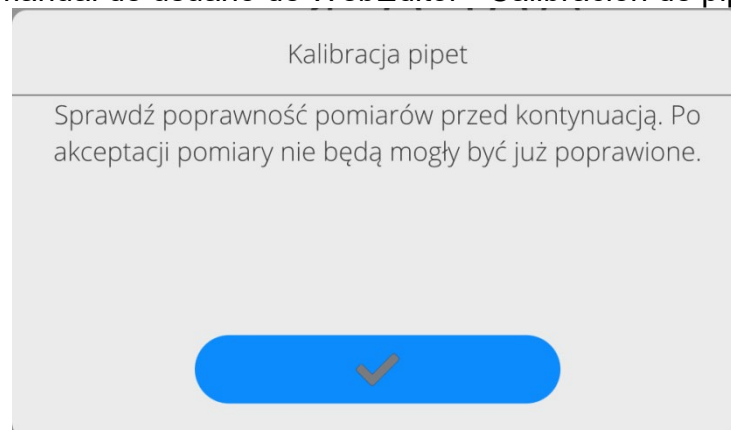 Kalibracja pipet
Sprawdź poprawność pomiarów przed kontynuacją. Po
akceptacji pomiary nie będą mogły być już poprawione.